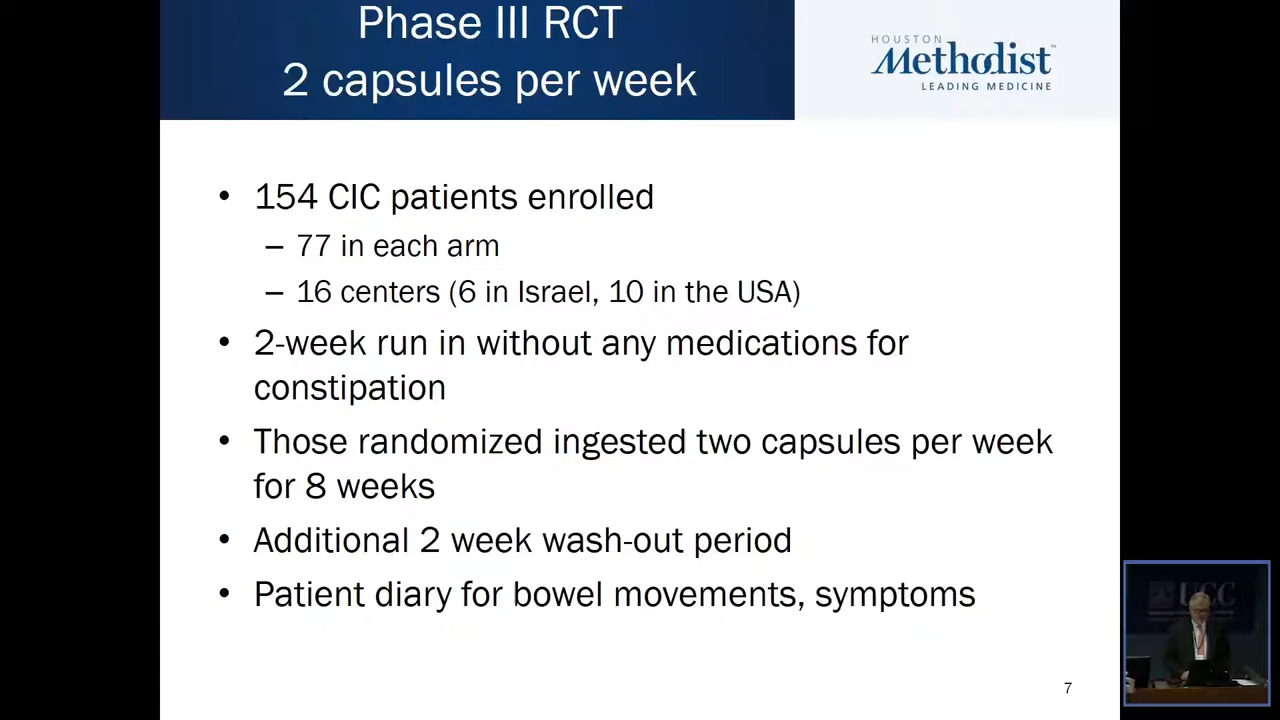 Phase III RCT
2 capsules per week
HOUSTON
Methodist
LEADING MEDICINE
• 154 CIC patients enrolled
– 77 in each arm
– 16 centers (6 in Israel, 10 in the USA)
• 2-week run in without any medications for
constipation
• Those randomized ingested two capsules per week
for 8 weeks
• Additional 2 week wash-out period
• Patient diary for bowel movements, symptoms
7
UCC